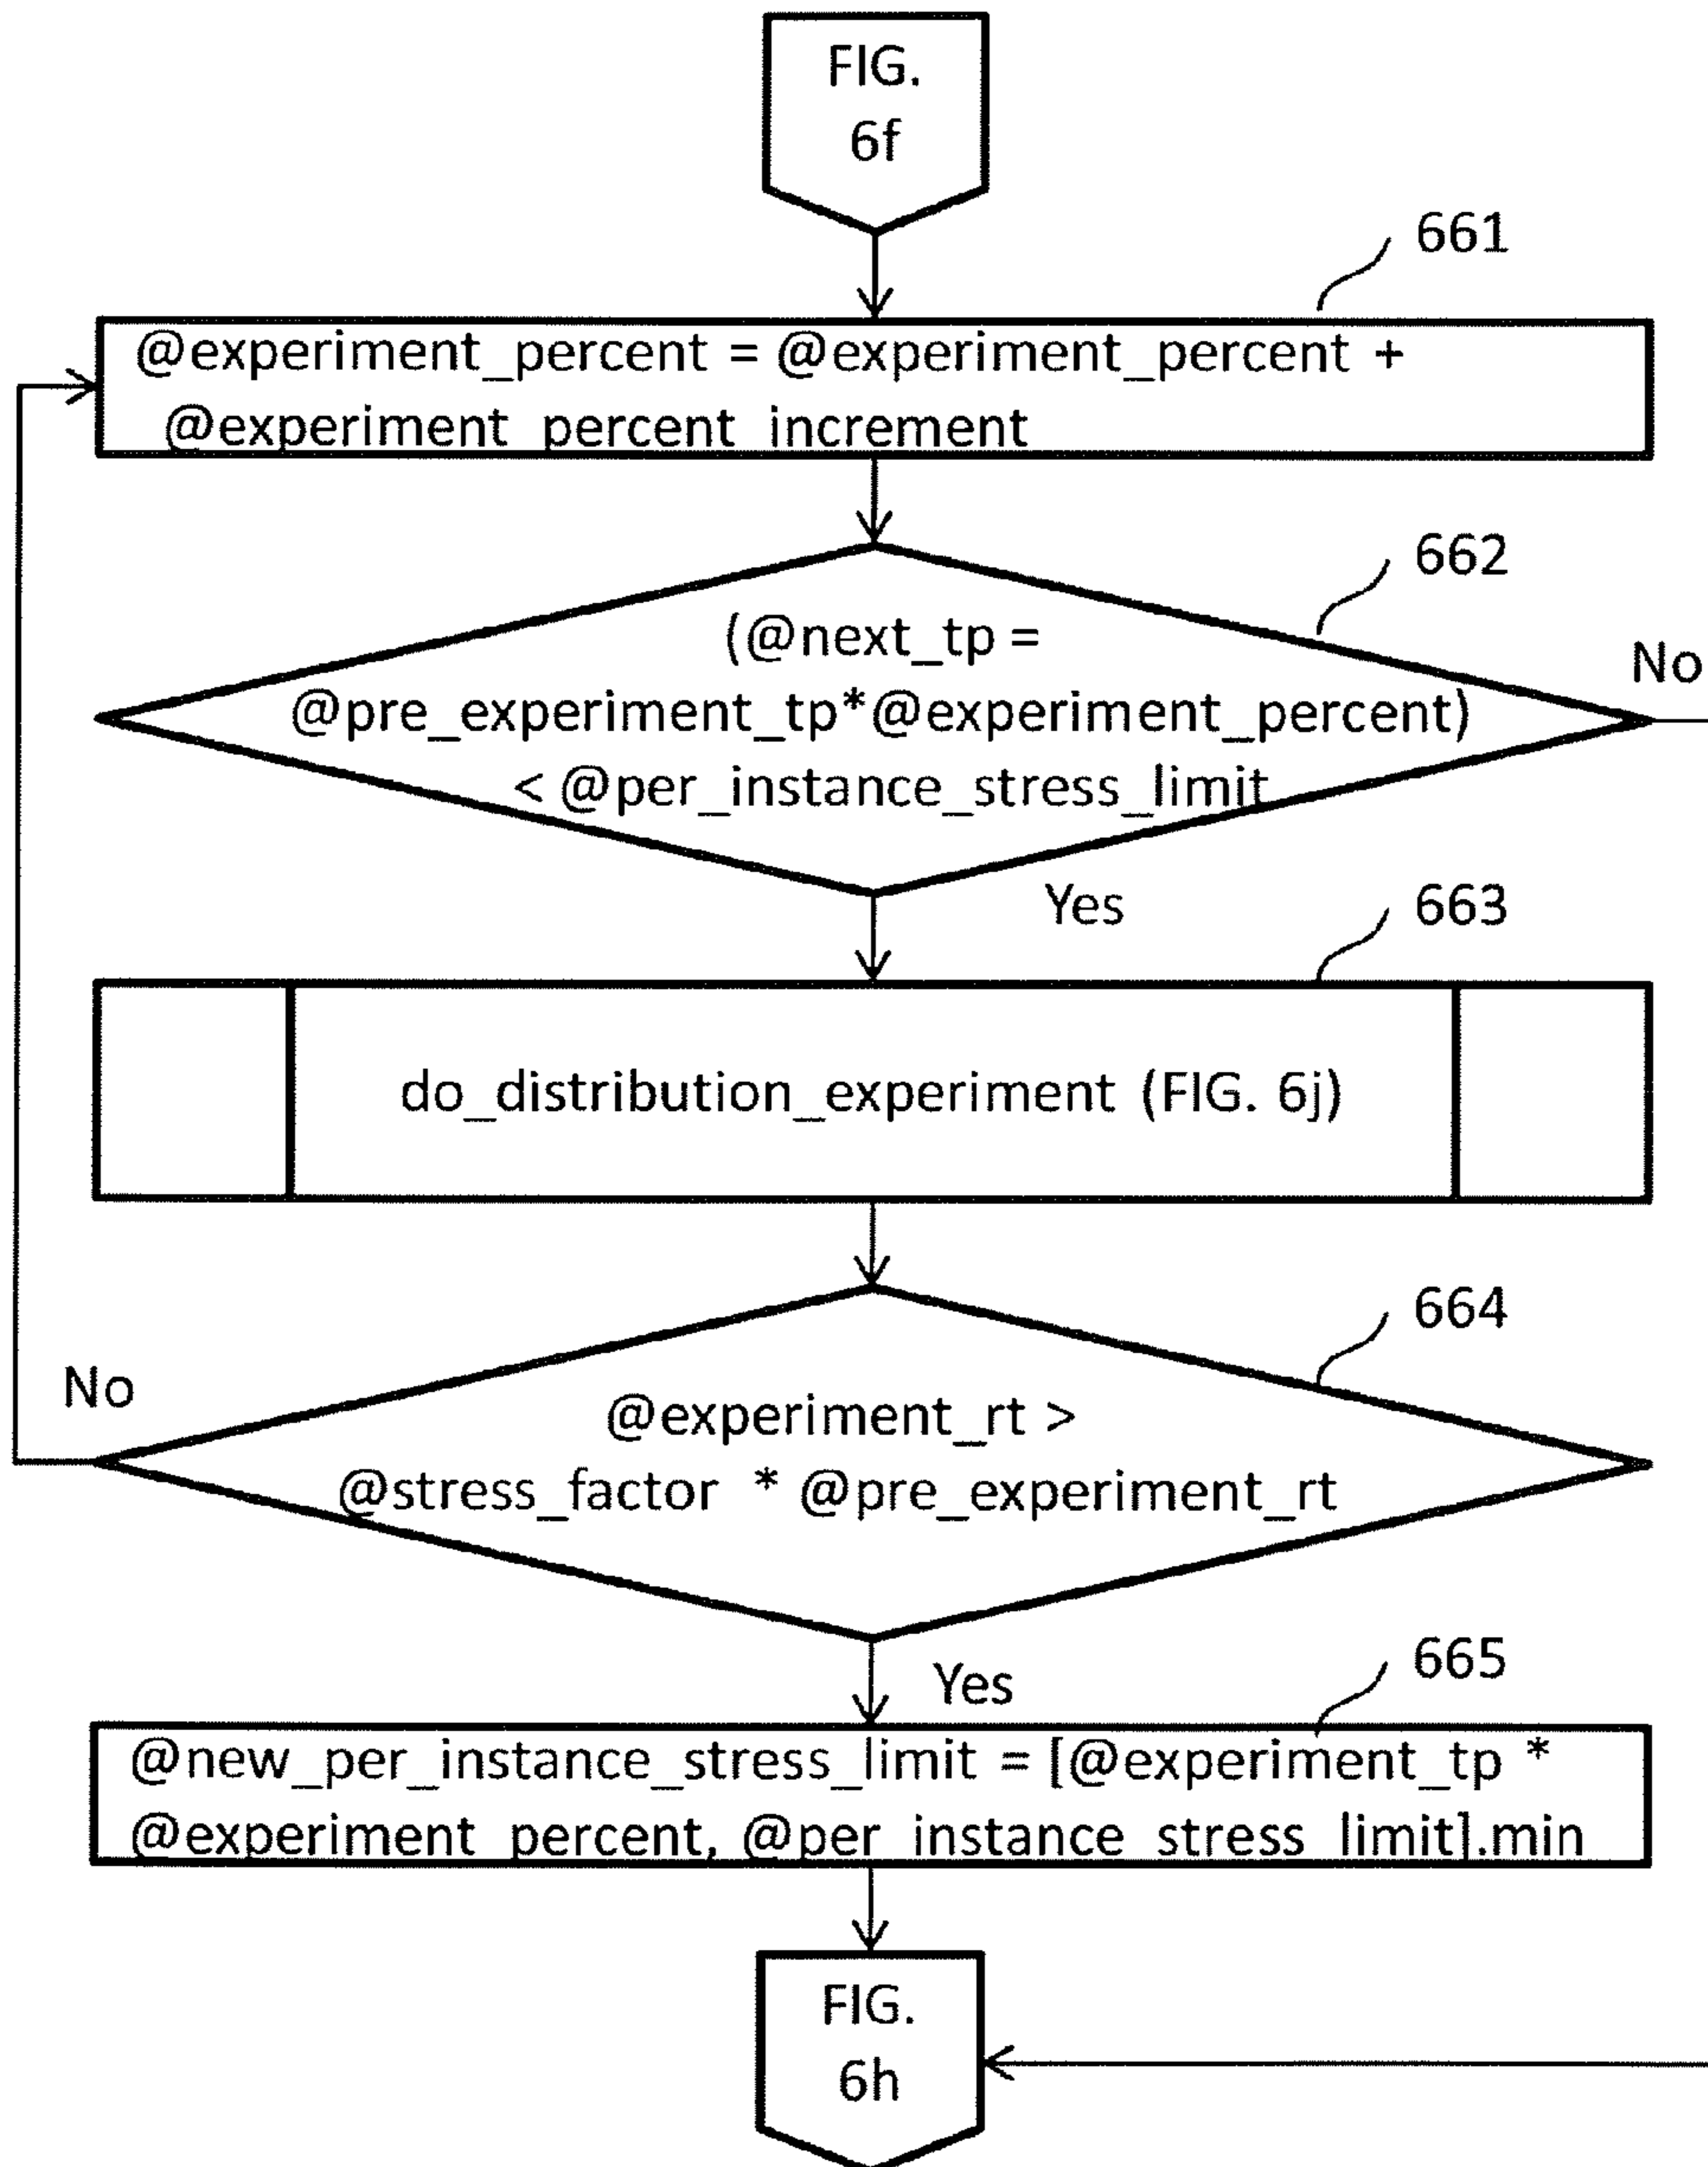 FIG.
6f
661
@experiment_percent = @experiment_percent +
@experiment_percent_increment
662
(@next_tp =
No
@pre_experiment_tp*@experiment_percent)
< @per_instance_stress_limit
Yes
663
do_distribution_experiment (FIG. 6j)
664
No
@experiment_rt >
@stress_factor * @pre_experiment_rt
665
Yes
@new_per_instance_stress_limit = [@experiment_tp *
@experiment_percent, @per_instance_stress_limit].min
FIG.
6h